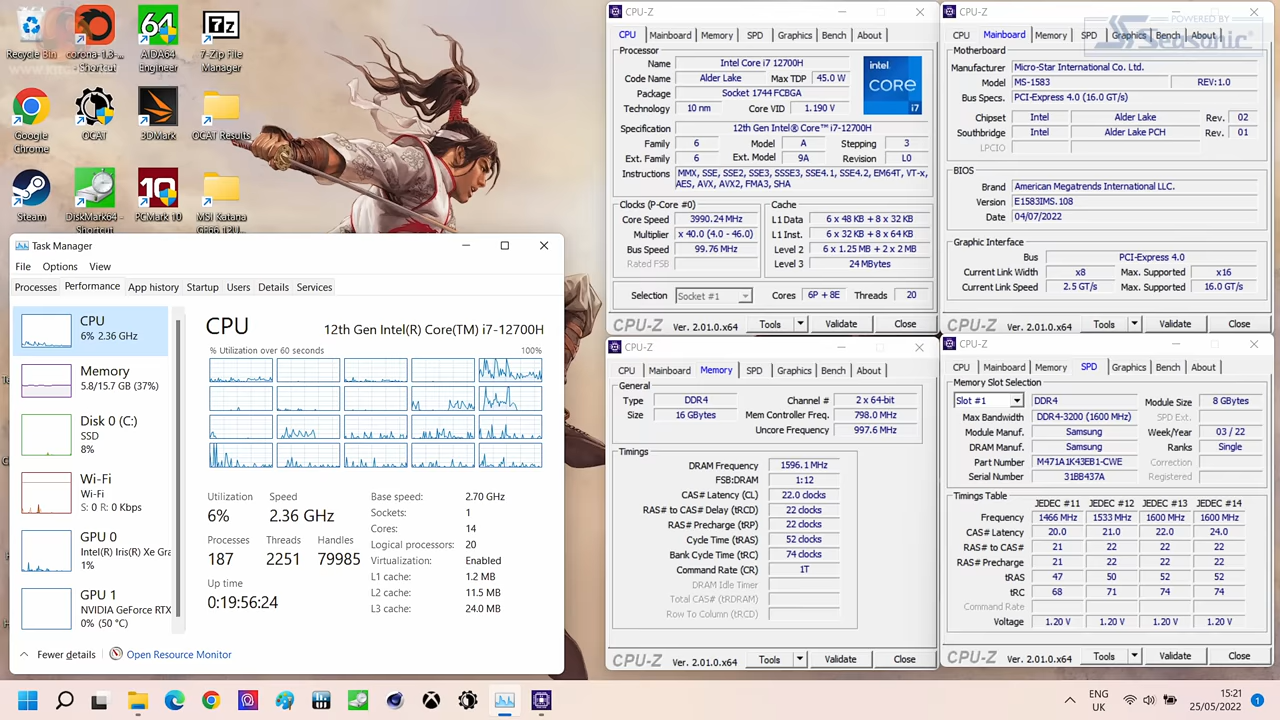 Recycle Bin
corona-1.3-... Shortcut
AIDA64 Engineer
7-Zip File Manager
Google Chrome
OCAT
3DMark
OCAT Results
Steam
DiskMark64 - Shortcut
PCMark 10
MSI Katana
Task Manager
File Options View
Processes Performance App history Startup Users Details Services
CPU
6% 2.36 GHz
Memory
5.8/15.7 GB (37%)
Disk 0 (C:)
SSD
8%
Wi-Fi
Wi-Fi
S: 0 R: 0 Kbps
GPU 0
Intel(R) Iris(R) Xe Gra
1%
GPU 1
NVIDIA GeForce RTX
0% (50 °C)
CPU 12th Gen Intel(R) Core(TM) i7-12700H
% Utilization over 60 seconds 100%
Utilization Speed
6% 2.36 GHz
Processes Threads Handles
187 2251 79985
Up time
0:19:56:24
Base speed: 2.70 GHz
Sockets: 1
Cores: 14
Logical processors: 20
Virtualization: Enabled
L1 cache: 1.2 MB
L2 cache: 11.5 MB
L3 cache: 24.0 MB
Fewer details Open Resource Monitor
CPU-Z
CPU Mainboard Memory SPD Graphics Bench About
Processor
Name Intel Core i7 12700H
Code Name Alder Lake Max TDP 45.0 W
Package Socket 1744 FCBGA
Technology 10 nm Core VID 1.190 V
intel CORE i7
Specification 12th Gen Intel® Core™ i7-12700H
Family 6 Model A Stepping 3
Ext. Family 6 Ext. Model 9A Revision L0
Instructions MMX, SSE, SSE2, SSE3, SSSE3, SSE4.1, SSE4.2, EM64T, VT-x,
AES, AVX, AVX2, FMA3, SHA
Clocks (P-Core #0)
Core Speed 3990.24 MHz
Multiplier x 40.0 (4.0 - 46.0)
Bus Speed 99.76 MHz
Rated FSB
Cache
L1 Data 6 x 48 KB + 8 x 32 KB
L1 Inst. 6 x 32 KB + 8 x 64 KB
Level 2 6 x 1.25 MB + 2 x 2 MB
Level 3 24 MBytes
Selection Socket #1 Cores 6P + 8E Threads 20
CPU-Z Ver. 2.01.0.x64 Tools Validate Close
CPU-Z
POWERED BY
Seasonic
CPU Mainboard Memory SPD Graphics Bench About
Motherboard
Manufacturer Micro-Star International Co. Ltd.
Model MS-1583 REV:1.0
Bus Specs. PCI-Express 4.0 (16.0 GT/s)
Chipset Intel Alder Lake Rev. 02
Southbridge Intel Alder Lake PCH Rev. 01
LPCIO
BIOS
Brand American Megatrends International LLC.
Version E1583IMS.108
Date 04/07/2022
Graphic Interface
Bus PCI-Express 4.0
Current Link Width x8 Max. Supported x16
Current Link Speed 2.5 GT/s Max. Supported 16.0 GT/s
CPU-Z Ver. 2.01.0.x64 Tools Validate Close
CPU-Z
CPU Mainboard Memory SPD Graphics Bench About
General
Type DDR4 Channel # 2 x 64-bit
Size 16 GBytes Mem Controller Freq. 798.0 MHz
Uncore Frequency 997.6 MHz
Timings
DRAM Frequency 1596.1 MHz
FSB:DRAM 1:12
CAS# Latency (CL) 22.0 clocks
RAS# to CAS# Delay (tRCD) 22 clocks
RAS# Precharge (tRP) 22 clocks
Cycle Time (tRAS) 52 clocks
Bank Cycle Time (tRC) 74 clocks
Command Rate (CR) 1T
DRAM Idle Timer
Total CAS# (tRDRAM)
Row To Column (tRCD)
CPU-Z Ver. 2.01.0.x64 Tools Validate Close
CPU-Z
CPU Mainboard Memory SPD Graphics Bench About
Memory Slot Selection
Slot #1 DDR4 Module Size 8 GBytes
Max Bandwidth DDR4-3200 (1600 MHz) SPD Ext.
Module Manuf. Samsung Week/Year 03 / 22
DRAM Manuf. Samsung Ranks Single
Part Number M471A1K43EB1-CWE Correction
Serial Number 31BB437A Registered
Timings Table
JEDEC #11 JEDEC #12 JEDEC #13 JEDEC #14
Frequency 1466 MHz 1533 MHz 1600 MHz 1600 MHz
CAS# Latency 20.0 21.0 22.0 24.0
RAS# to CAS# 21 22 22 22
RAS# Precharge 21 22 22 22
tRAS 47 50 52 52
tRC 68 71 74 74
Command Rate
Voltage 1.20 V 1.20 V 1.20 V 1.20 V
CPU-Z Ver. 2.01.0.x64 Tools Validate Close
ENG
UK
15:21
25/05/2022
1